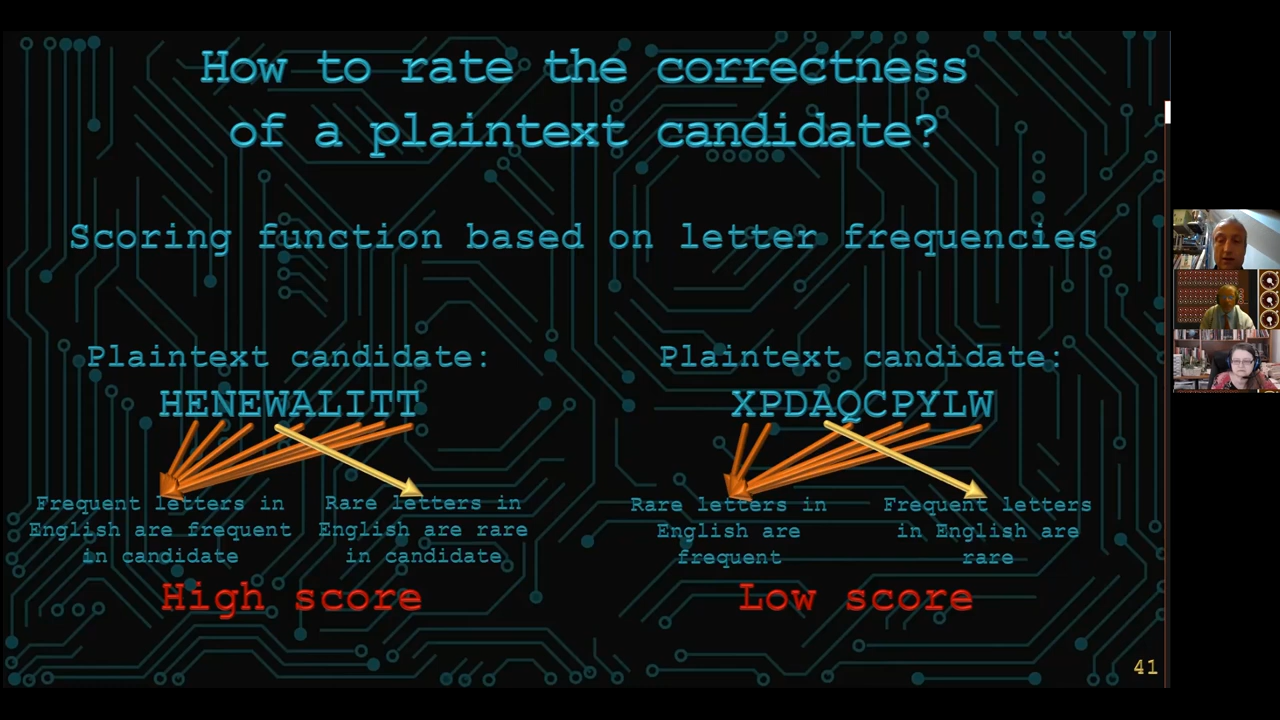 How to rate the correctness
of a plaintext candidate?
Scoring function based on letter frequencies
Plaintext candidate:
HENEWALITT
Frequent letters in
English are frequent
in candidate
Rare letters in
English are rare
in candidate
High score
Plaintext candidate:
XPDAQCPYLW
Rare letters in
English are
frequent
Frequent letters
in English are
rare
Low score
41